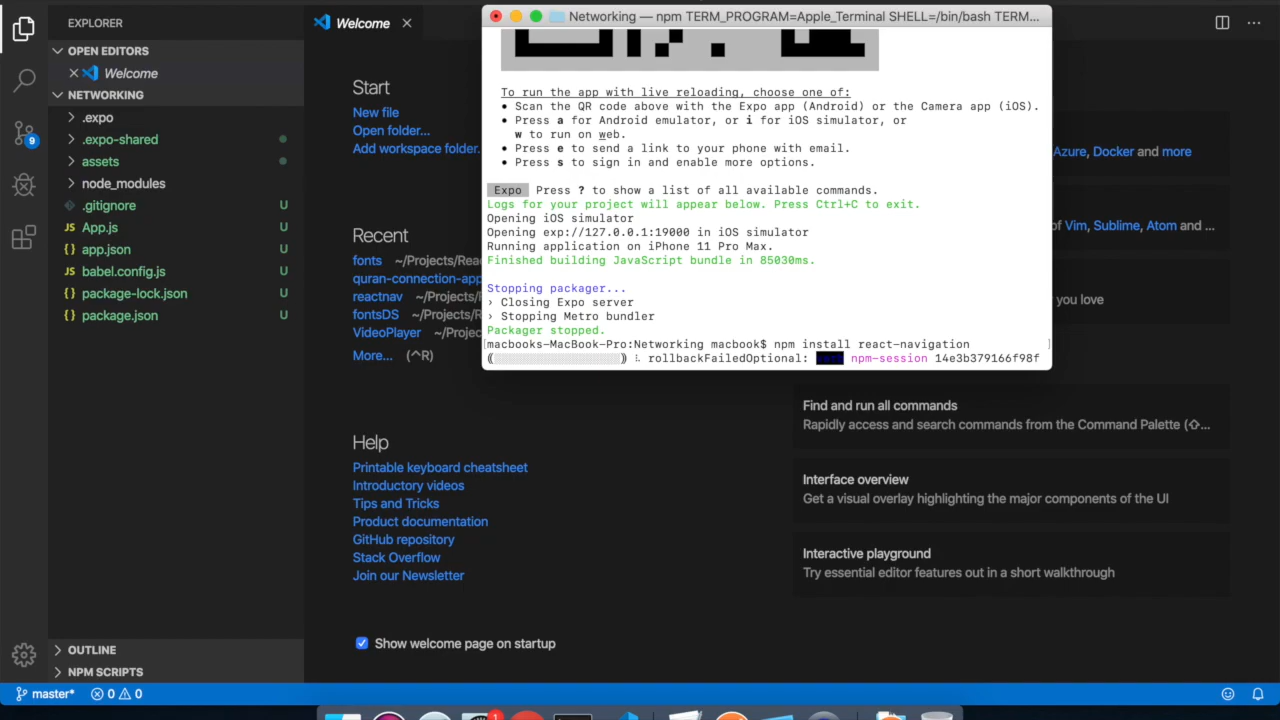 EXPLORER
OPEN EDITORS
Welcome
NETWORKING
.expo
.expo-shared
assets
node_modules
.gitignore U
JS App.js U
{} app.json U
babel.config.js U
{} package-lock.json U
{} package.json U
OUTLINE
NPM SCRIPTS
9
Welcome
Start
New file
Open folder...
Add workspace folder.
Recent
fonts ~/Projects/Rea
quran-connection-app
reactnav ~/Projects/
fontsDS ~/Projects/R
VideoPlayer ~/Projec
More... (^R)
Help
Printable keyboard cheatsheet
Introductory videos
Tips and Tricks
Product documentation
GitHub repository
Stack Overflow
Join our Newsletter
Show welcome page on startup
Networking — npm TERM_PROGRAM=Apple_Terminal SHELL=/bin/bash TERM...
To run the app with live reloading, choose one of:
• Scan the QR code above with the Expo app (Android) or the Camera app (iOS).
• Press a for Android emulator, or i for iOS simulator, or
w to run on web.
• Press e to send a link to your phone with email.
• Press s to sign in and enable more options.
Expo Press ? to show a list of all available commands.
Logs for your project will appear below. Press Ctrl+C to exit.
Opening iOS simulator
Opening exp://127.0.0.1:19000 in iOS simulator
Running application on iPhone 11 Pro Max.
Finished building JavaScript bundle in 85030ms.
Stopping packager...
› Closing Expo server
› Stopping Metro bundler
Packager stopped.
[macbooks-MacBook-Pro:Networking macbook$ npm install react-navigation ]
rollbackFailedOptional: verb npm-session 14e3b379166f98f
Azure, Docker and more
of Vim, Sublime, Atom and ...
you love
Find and run all commands
Rapidly access and search commands from the Command Palette (⇧...
Interface overview
Get a visual overlay highlighting the major components of the UI
Interactive playground
Try essential editor features out in a short walkthrough
master* 0 0
1